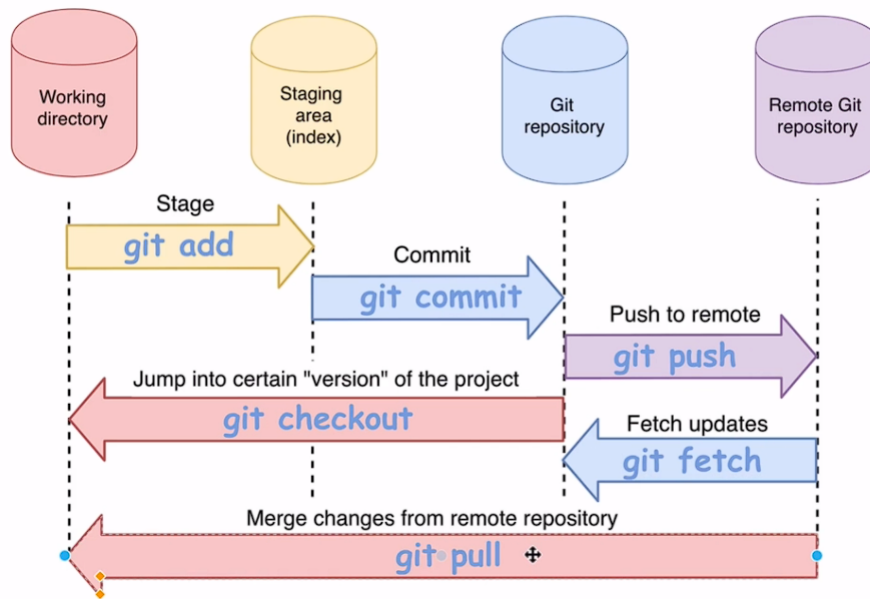 Working
directory
Staging
area
(index)
Git
repository
Remote Git
repository
Stage
git add
Commit
git commit
Push to remote
git push
Jump into certain "version" of the project
git checkout
Fetch updates
git fetch
Merge changes from remote repository
git pull